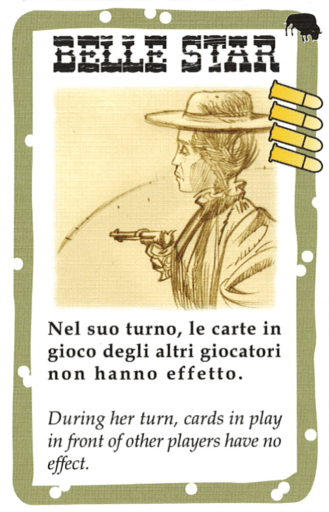 BELLE STAR
Nel suo turno, le carte in
gioco degli altri giocatori
non hanno effetto.
During her turn, cards in play
in front of other players have no
effect.